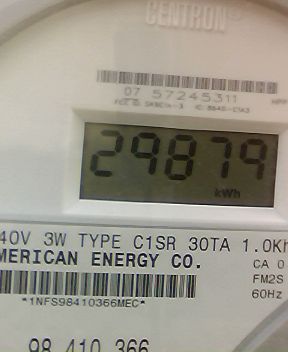 CENTRON®
07 57245311
29879
kWh
40V 3W TYPE C1SR 30TA 1.0Kh
MERICAN ENERGY CO.
CA 0
FM2S
*1NFS98410366MEC*
60Hz
98 410 366